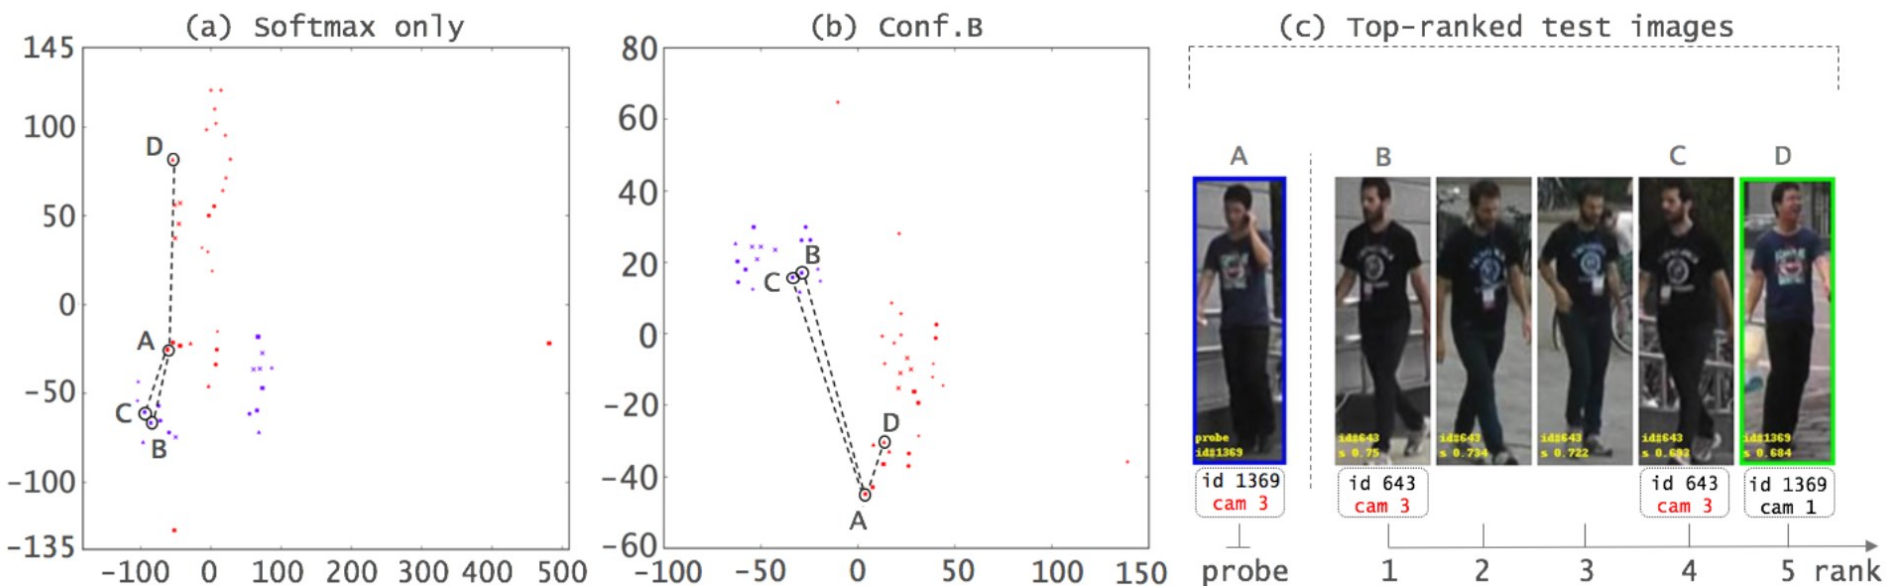 (a) Softmax only
145
100
50
0
−50
−100
−135
−100 0 100 200 300 400 500
D
A
C
B
(b) Conf.B
80
60
40
20
0
−20
−40
−60
−100 −50 0 50 100 150
B
C
D
A
(c) Top-ranked test images
A B C D
probe
id#1369
id#643
s 0.75
id#643
s 0.734
id#643
s 0.722
id#643
s 0.693
id#1369
s 0.684
id 1369
cam 3
id 643
cam 3
id 643
cam 3
id 1369
cam 1
probe 1 2 3 4 5 rank